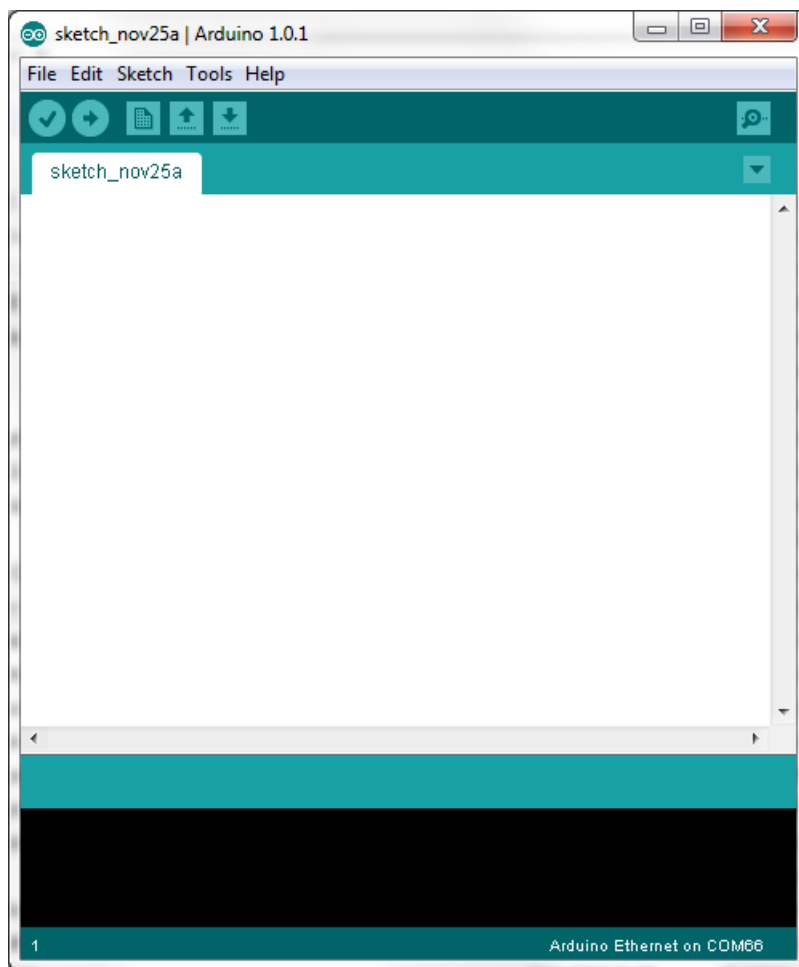 sketch_nov25a | Arduino 1.0.1
File Edit Sketch Tools Help
sketch_nov25a
1 Arduino Ethernet on COM66